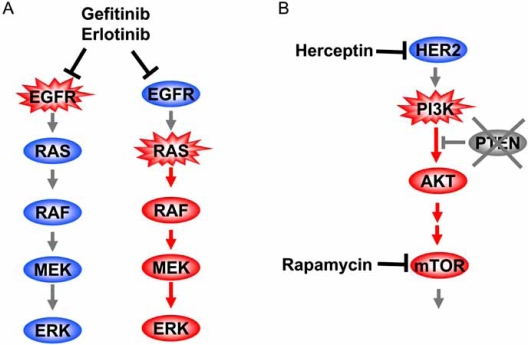 A
Gefitinib
Erlotinib
EGFR
RAS
RAF
MEK
ERK
EGFR
RAS
RAF
MEK
ERK
B
Herceptin
HER2
PI3K
PTEN
AKT
Rapamycin
mTOR